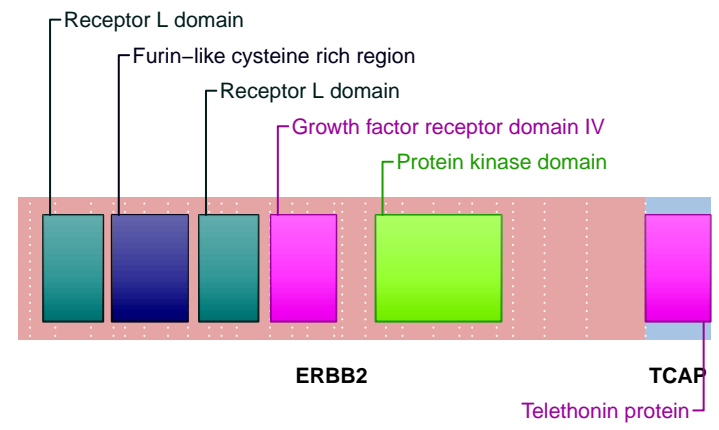 Receptor L domain
Furin−like cysteine rich region
Receptor L domain
Growth factor receptor domain IV
Protein kinase domain
ERBB2
TCAP
Telethonin protein